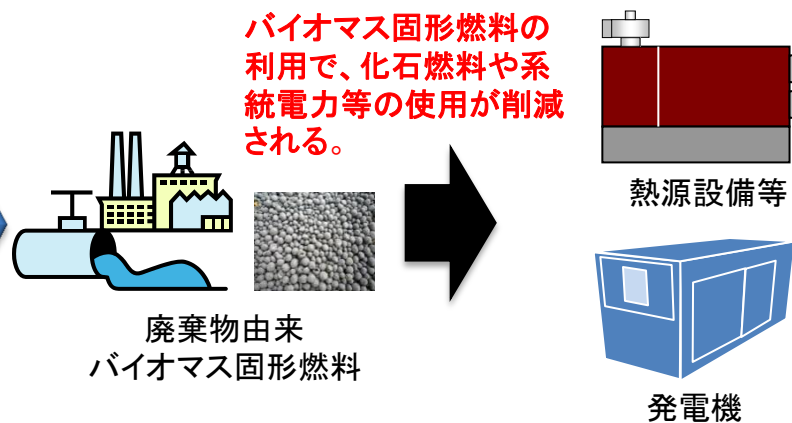 バイオマス固形燃料の
利用で、化石燃料や系
統電力等の使用が削減
される。
熱源設備等
廃棄物由来
バイオマス固形燃料
発電機